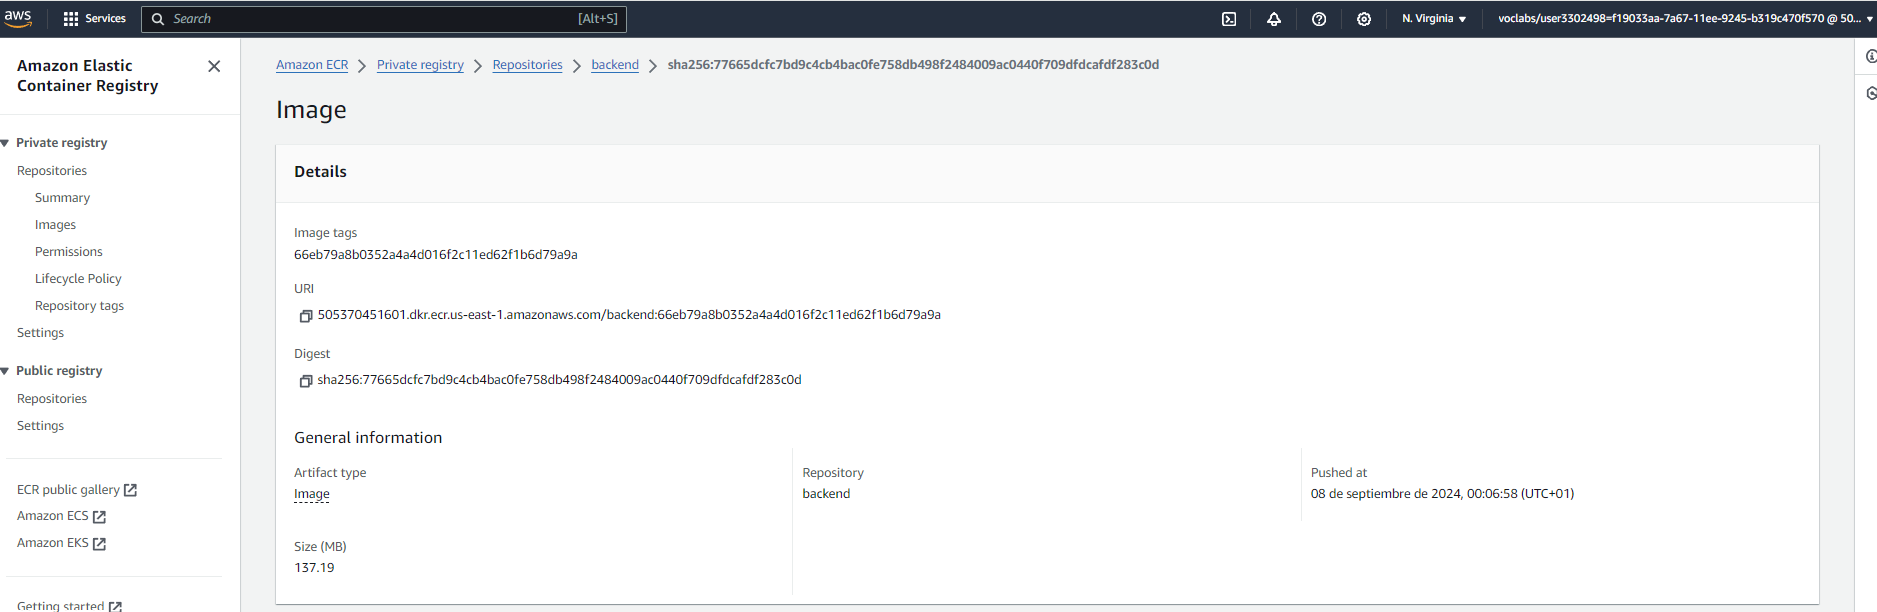 aws
Services
Search
[Alt+S]
N. Virginia
voclabs/user3302498=f19033aa-7a67-11ee-9245-b319c470f570 @ 50...
Amazon Elastic
Container Registry
Private registry
Repositories
Summary
Images
Permissions
Lifecycle Policy
Repository tags
Settings
Public registry
Repositories
Settings
ECR public gallery
Amazon ECS
Amazon EKS
Getting started
Amazon ECR > Private registry > Repositories > backend > sha256:77665dcfc7bd9c4cb4bac0fe758db498f2484009ac0440f709dfdcafdf283c0d
Image
Details
Image tags
66eb79a8b0352a4a4d016f2c11ed62f1b6d79a9a
URI
505370451601.dkr.ecr.us-east-1.amazonaws.com/backend:66eb79a8b0352a4a4d016f2c11ed62f1b6d79a9a
Digest
sha256:77665dcfc7bd9c4cb4bac0fe758db498f2484009ac0440f709dfdcafdf283c0d
General information
Artifact type
Image
Repository
backend
Pushed at
08 de septiembre de 2024, 00:06:58 (UTC+01)
Size (MB)
137.19